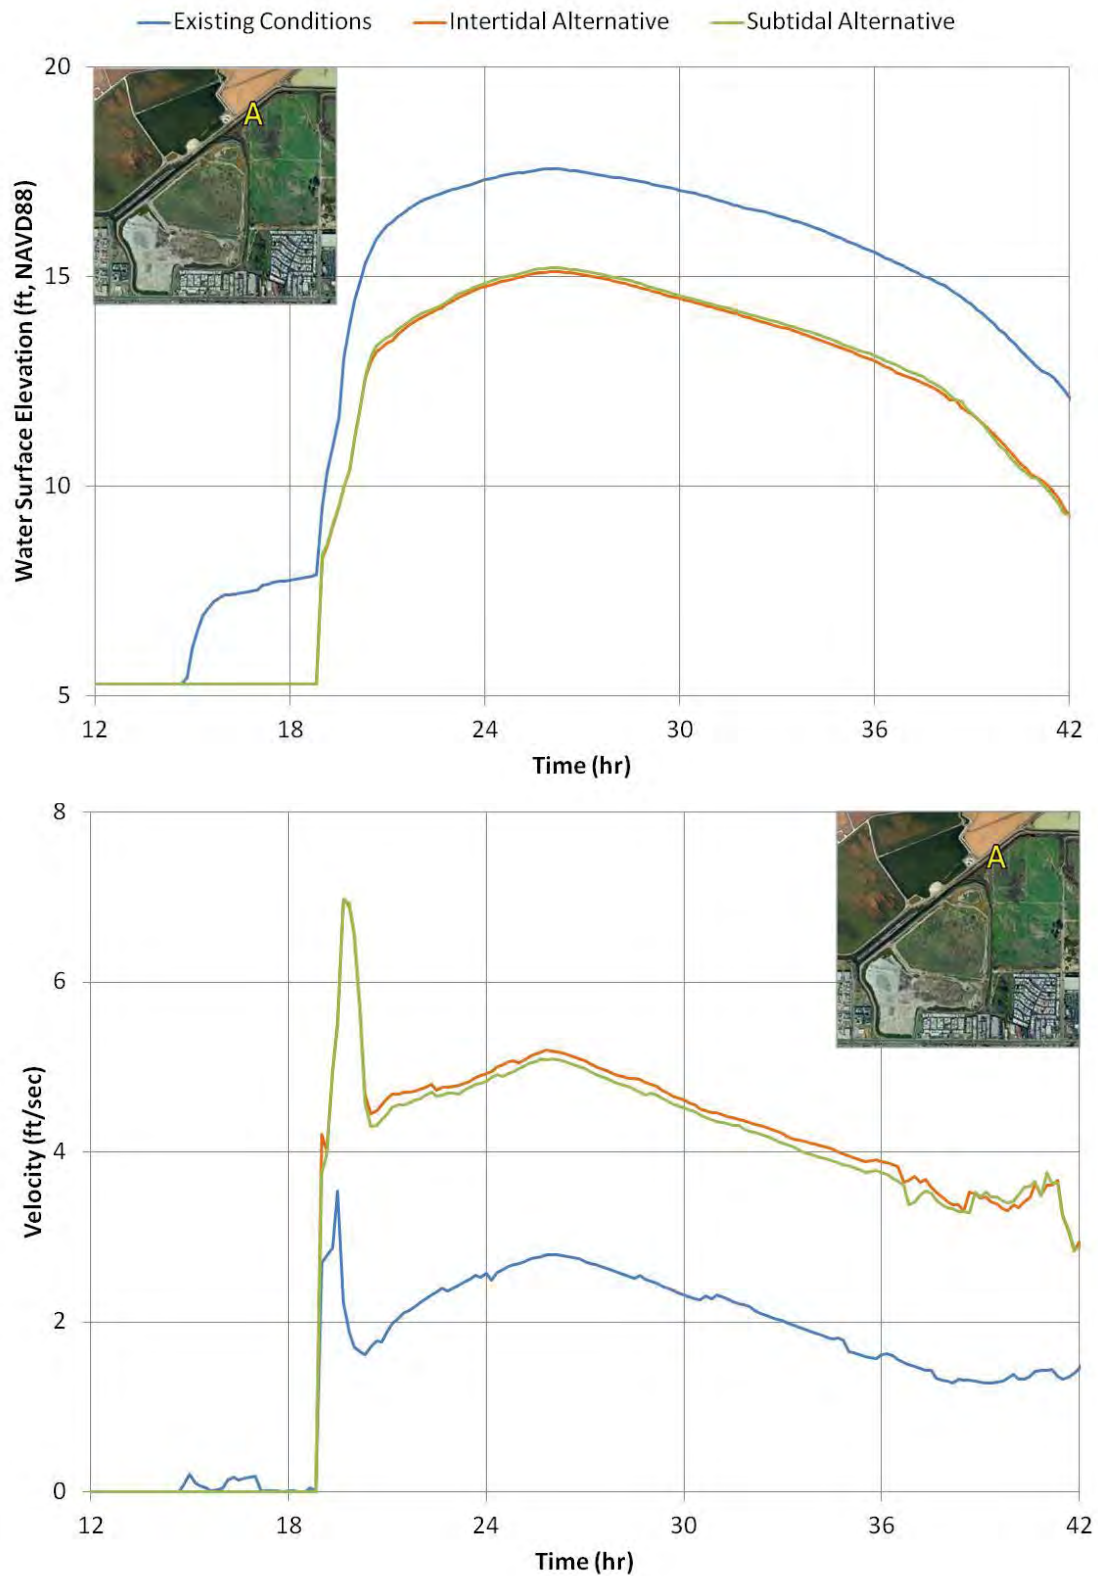 Existing Conditions Intertidal Alternative Subtidal Alternative
20
A
15
10
5
Water Surface Elevation (ft, NAVD88)
12 18 24 30 36 42
Time (hr)
8
A
6
4
2
0
Velocity (ft/sec)
12 18 24 30 36 42
Time (hr)